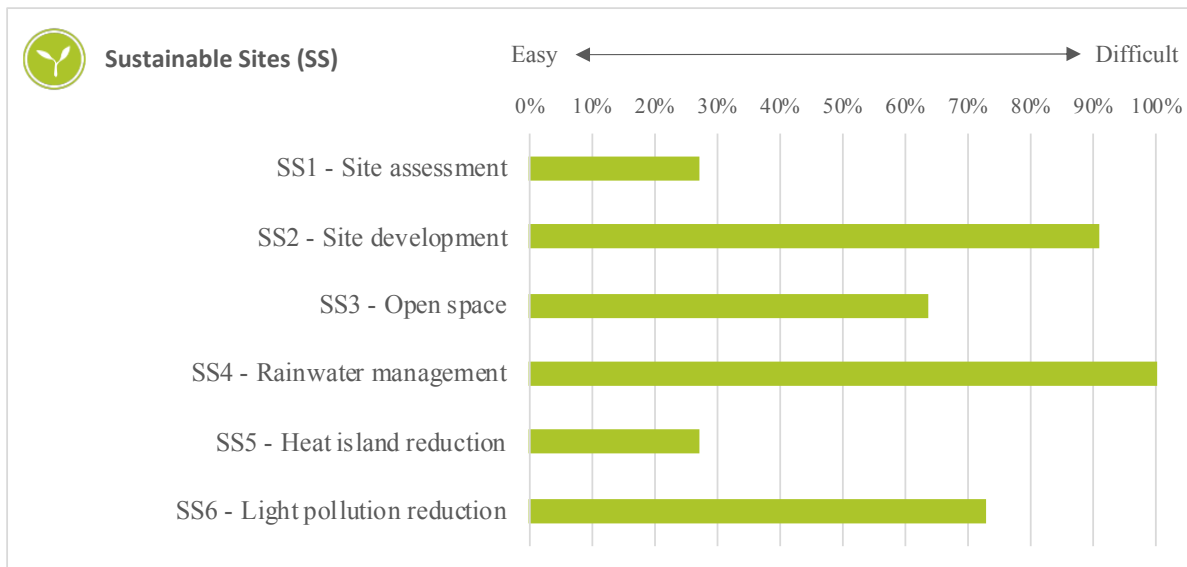 Sustainable Sites (SS)
Easy Difficult
0% 10% 20% 30% 40% 50% 60% 70% 80% 90% 100%
SS1 - Site assessment
SS2 - Site development
SS3 - Open space
SS4 - Rainwater management
SS5 - Heat island reduction
SS6 - Light pollution reduction